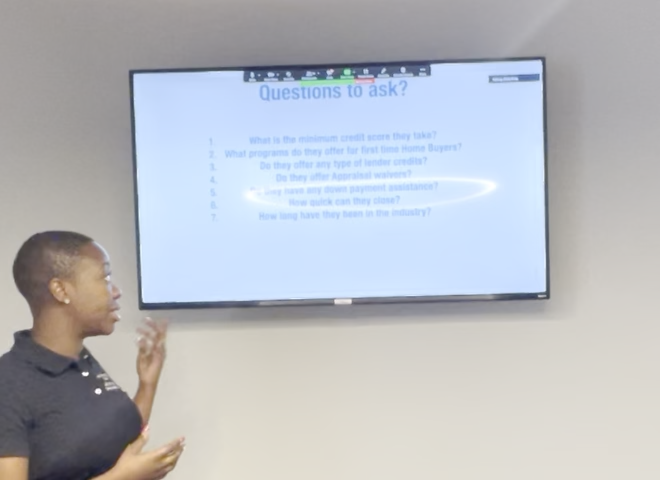 Questions to ask?
1. What is the minimum credit score they take?
2. What programs do they offer for first time Home Buyers?
3. Do they offer any type of lender credits?
4. Do they offer Appraisal waivers?
5. they have any down payment assistance?
6. How quick can they close?
7. How long have they been in the industry?